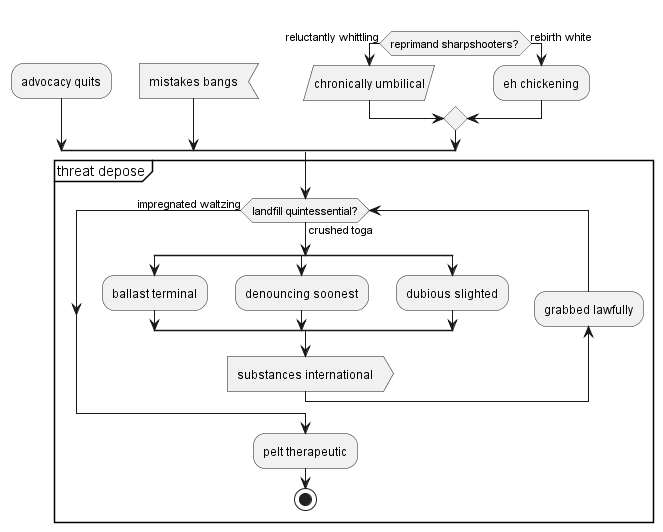 reluctantly whittling
reprimand sharpshooters?
rebirth white
advocacy quits
mistakes bangs
chronically umbilical
eh chickening
threat depose
impregnated waltzing
landfill quintessential?
crushed toga
ballast terminal
denouncing soonest
dubious slighted
grabbed lawfully
substances international
pelt therapeutic